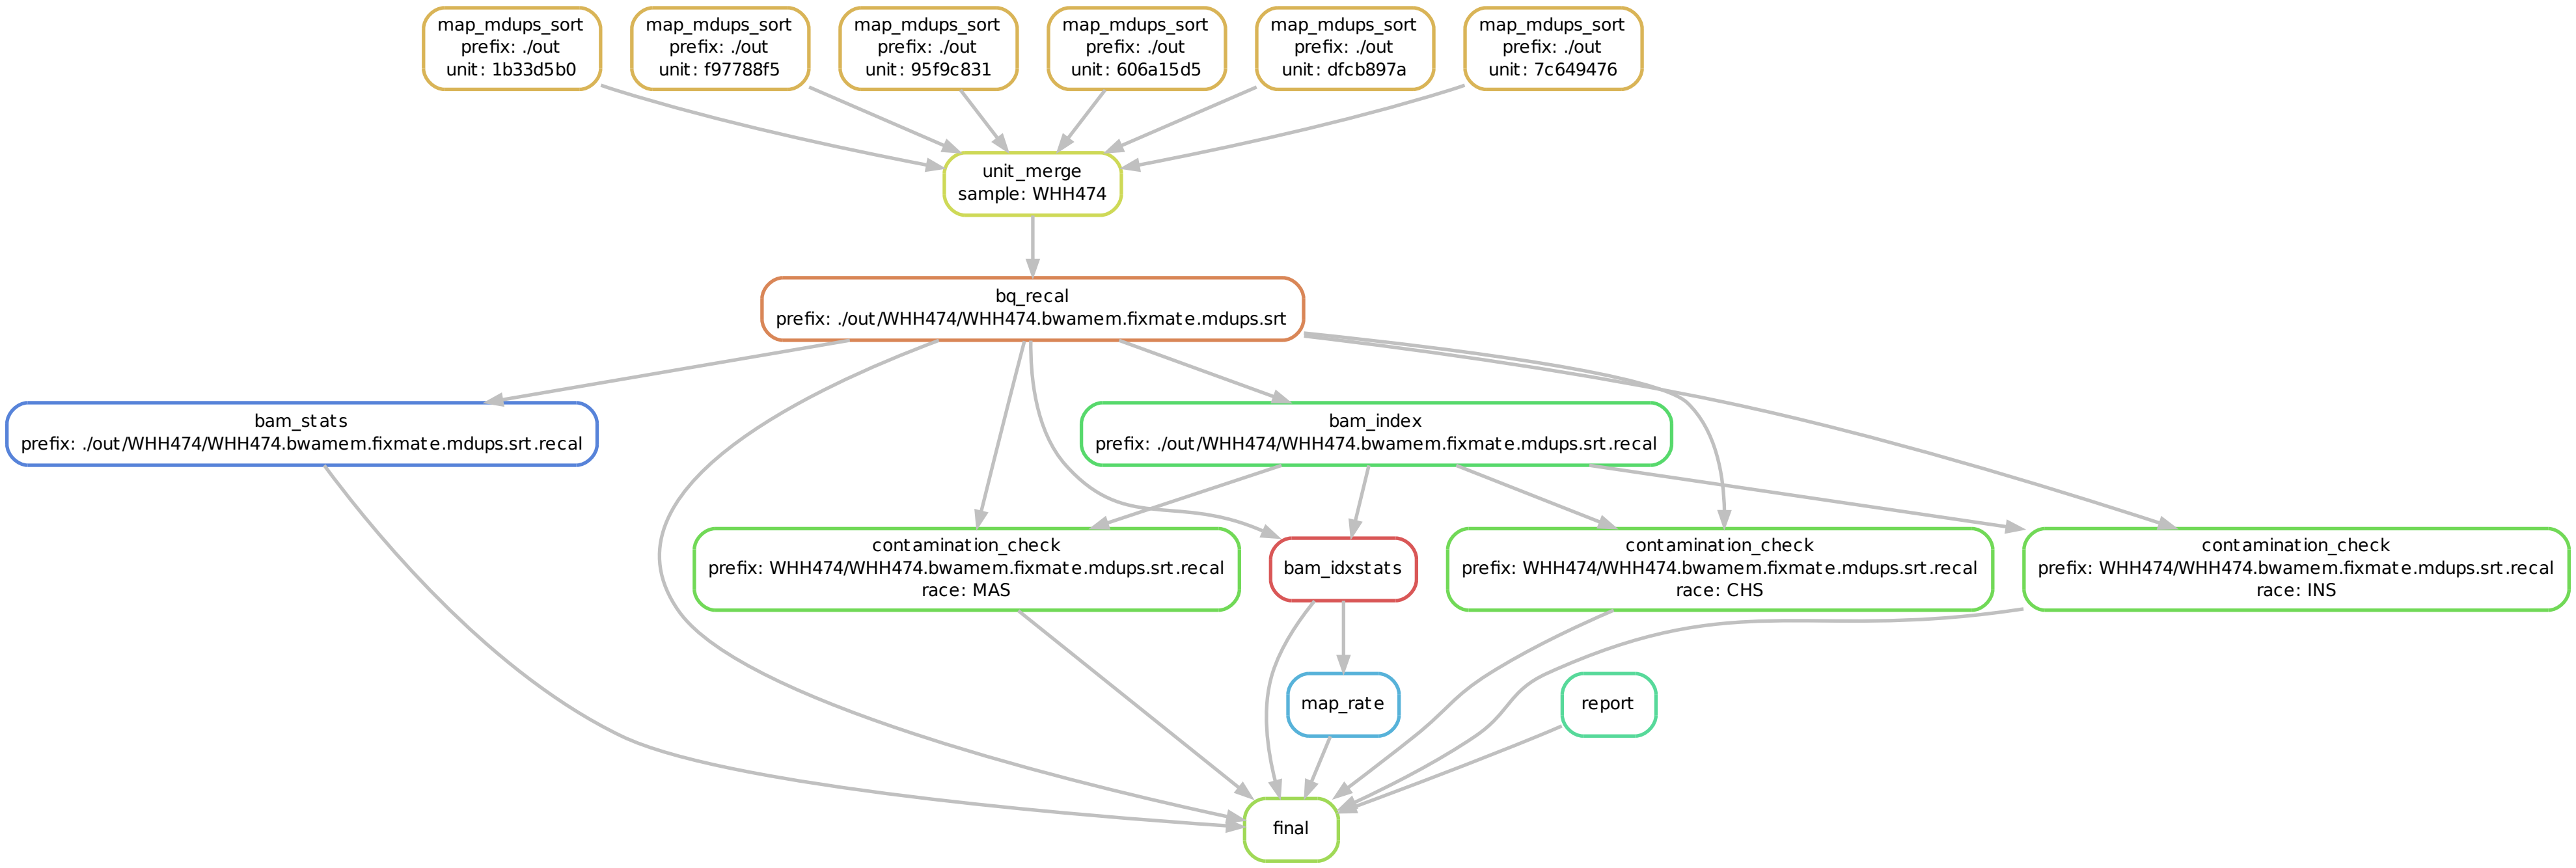 map_mdups_sort
prefix: ./out
unit: 1b33d5b0
map_mdups_sort
prefix: ./out
unit: f97788f5
map_mdups_sort
prefix: ./out
unit: 95f9c831
map_mdups_sort
prefix: ./out
unit: 606a15d5
map_mdups_sort
prefix: ./out
unit: dfcb897a
map_mdups_sort
prefix: ./out
unit: 7c649476
unit_merge
sample: WHH474
bq_recal
prefix: ./out/WHH474/WHH474.bwamem.fixmate.mdups.srt
bam_stats
prefix: ./out/WHH474/WHH474.bwamem.fixmate.mdups.srt.recal
bam_index
prefix: ./out/WHH474/WHH474.bwamem.fixmate.mdups.srt.recal
contamination_check
prefix: WHH474/WHH474.bwamem.fixmate.mdups.srt.recal
race: MAS
bam_idxstats
contamination_check
prefix: WHH474/WHH474.bwamem.fixmate.mdups.srt.recal
race: CHS
contamination_check
prefix: WHH474/WHH474.bwamem.fixmate.mdups.srt.recal
race: INS
map_rate
report
final